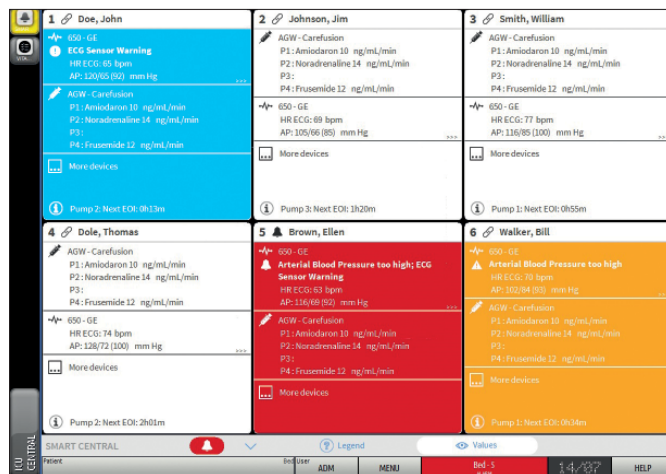 1 Doe, John
650 - GE
ECG Sensor Warning
HR ECG: 65 bpm
AP: 120/65 (92) mm Hg
>>>
AGW - Carefusion
P1: Amiodaron 10 ng/mL/min
P2: Noradrenaline 14 ng/mL/min
P3:
P4: Frusemide 12 ng/mL/min
More devices
Pump 2: Next EOI: 0h13m
2 Johnson, Jim
AGW - Carefusion
P1: Amiodaron 10 ng/mL/min
P2: Noradrenaline 14 ng/mL/min
P3:
P4: Frusemide 12 ng/mL/min
650 - GE
HR ECG: 69 bpm
AP: 105/66 (85) mm Hg
>>>
More devices
Pump 3: Next EOI: 1h20m
3 Smith, William
AGW - Carefusion
P1: Amiodaron 10 ng/mL/min
P2: Noradrenaline 14 ng/mL/min
P3:
P4: Frusemide 12 ng/mL/min
650 - GE
HR ECG: 77 bpm
AP: 116/85 (100) mm Hg
>>>
More devices
Pump 1: Next EOI: 0h55m
4 Dole, Thomas
AGW - Carefusion
P1: Amiodaron 10 ng/mL/min
P2: Noradrenaline 14 ng/mL/min
P3:
P4: Frusemide 12 ng/mL/min
650 - GE
HR ECG: 74 bpm
AP: 128/72 (100) mm Hg
>>>
More devices
Pump 2: Next EOI: 2h01m
5 Brown, Ellen
650 - GE
Arterial Blood Pressure too high; ECG
Sensor Warning
HR ECG: 63 bpm
AP: 116/69 (92) mm Hg
>>>
AGW - Carefusion
P1: Amiodaron 10 ng/mL/min
P2: Noradrenaline 14 ng/mL/min
P3:
P4: Frusemide 12 ng/mL/min
More devices
6 Walker, Bill
650 - GE
Arterial Blood Pressure too high
HR ECG: 70 bpm
AP: 102/84 (93) mm Hg
AGW - Carefusion
P1: Amiodaron 10 ng/mL/min
P2: Noradrenaline 14 ng/mL/min
P3:
P4: Frusemide 12 ng/mL/min
More devices
Pump 1: Next EOI: 0h34m
ICU
CENTRAL
SMART CENTRAL
Legend
Values
Patient
Bed
User
ADM
MENU
Bed - 5
14/07
HELP